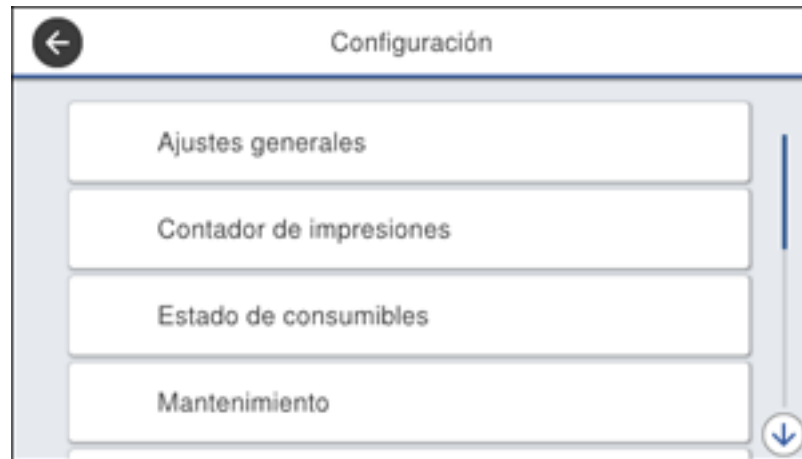 Configuración
Ajustes generales
Contador de impresiones
Estado de consumibles
Mantenimiento